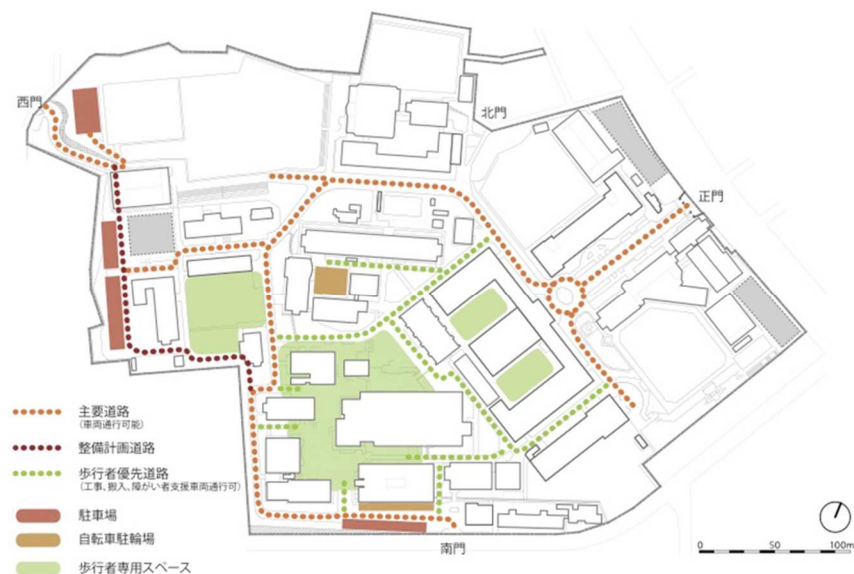 西門
北門
正門
主要道路
(車両通行可能)
整備計画道路
歩行者優先道路
(工事、搬入、障がい者支援車両通行可)
駐車場
自転車駐輪場
歩行者専用スペース
南門
0 50 100m